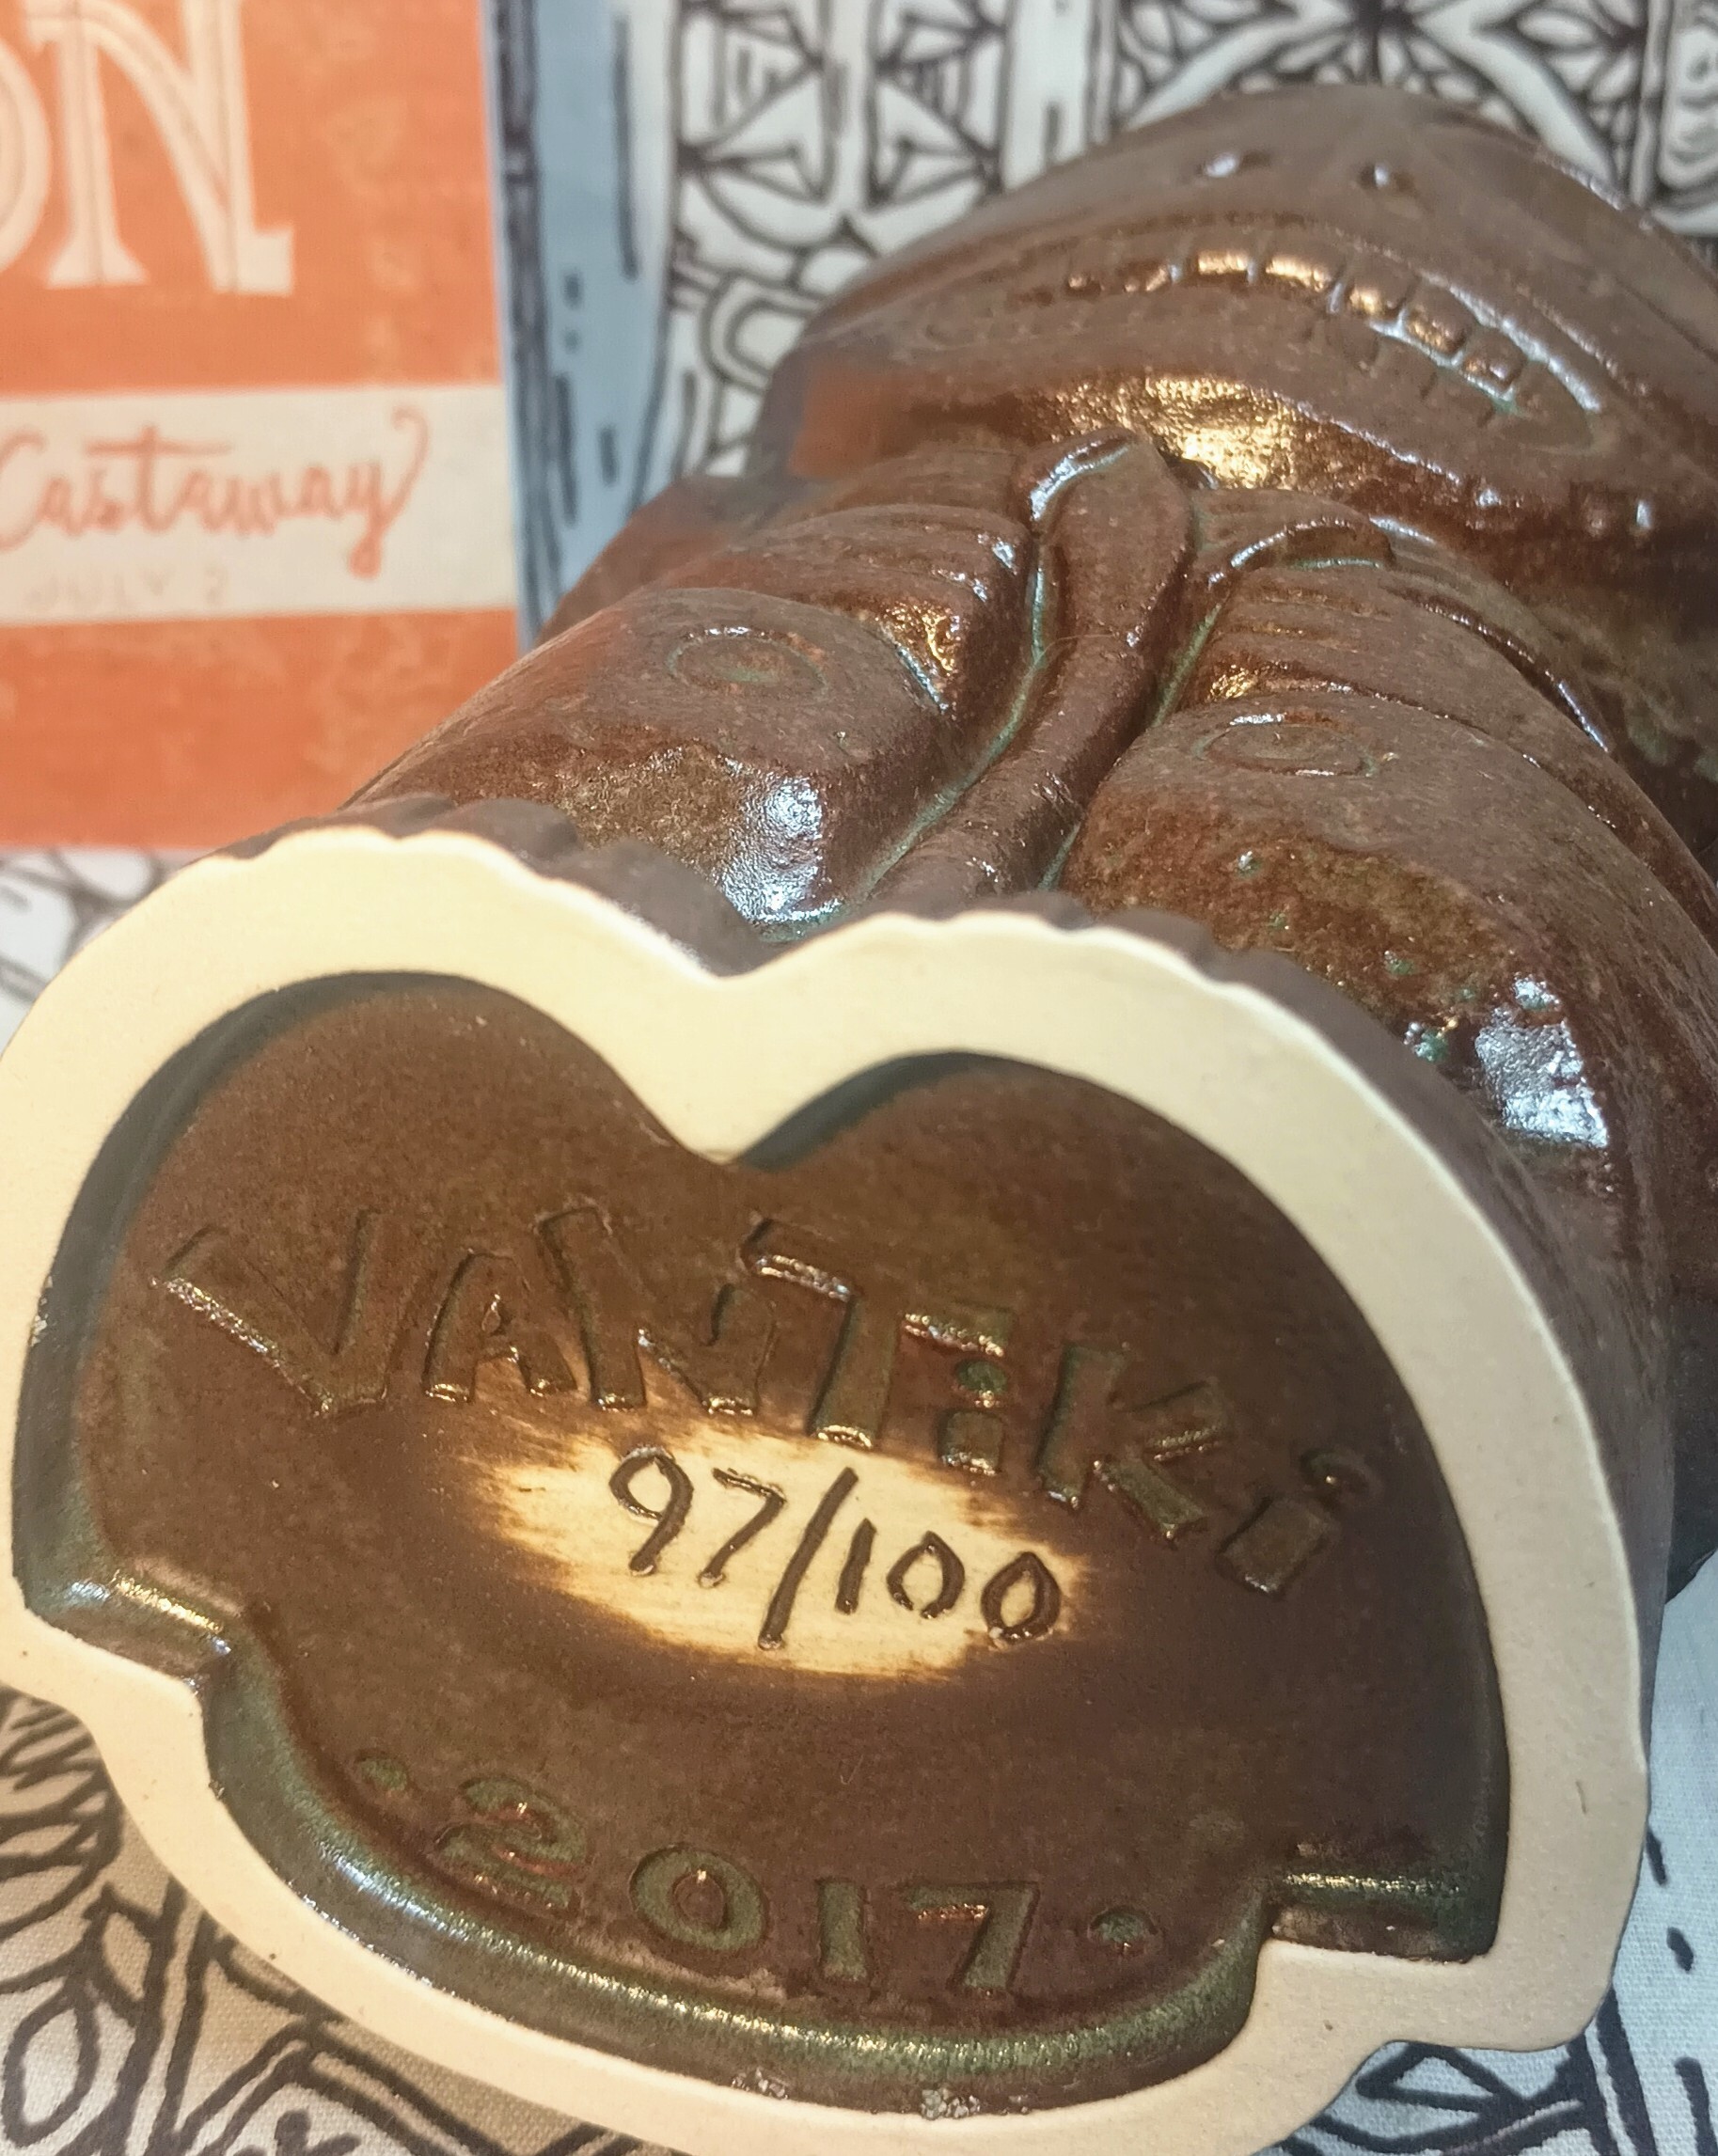 ON
Castaway
JULY 2
VANTiKi
97/100
·2017·